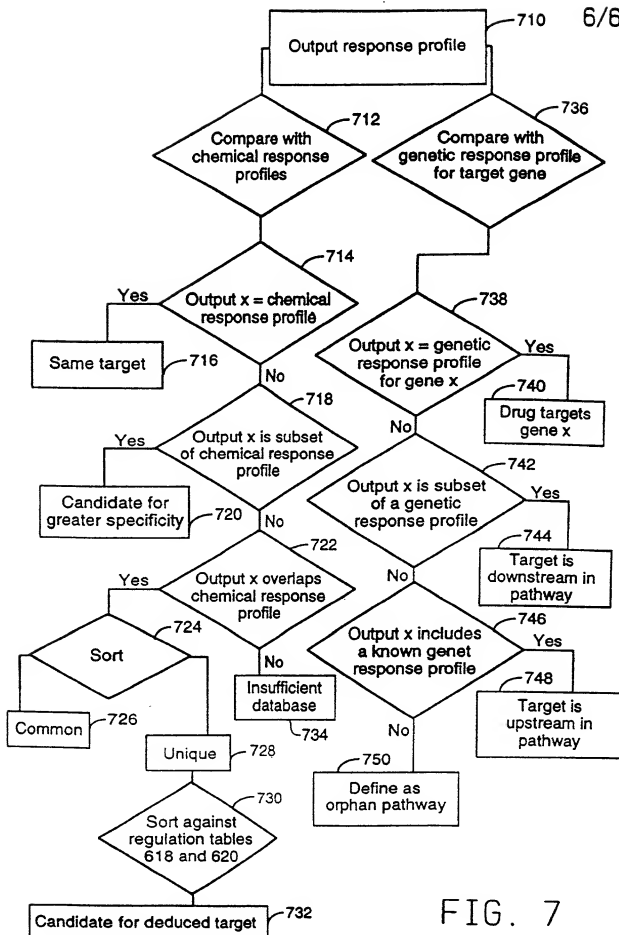 6/6
710
Output response profile
712
Compare with
chemical response
profiles
736
Compare with
genetic response profile
for target gene
714
Output x = chemical
response profile
Yes
Same target
716
No
738
Output x = genetic
response profile
for gene x
Yes
740
Drug targets
gene x
No
718
Output x is subset
of chemical response
profile
Yes
Candidate for
greater specificity
720
No
742
Output x is subset
of a genetic
response profile
Yes
744
Target is
downstream in
pathway
No
722
Output x overlaps
chemical response
profile
Yes
No
Insufficient
database
734
746
Output x includes
a known genet
response profile
Yes
748
Target is
upstream in
pathway
No
750
Define as
orphan pathway
724
Sort
Common
726
Unique
728
730
Sort against
regulation tables
618 and 620
Candidate for deduced target
732
FIG. 7